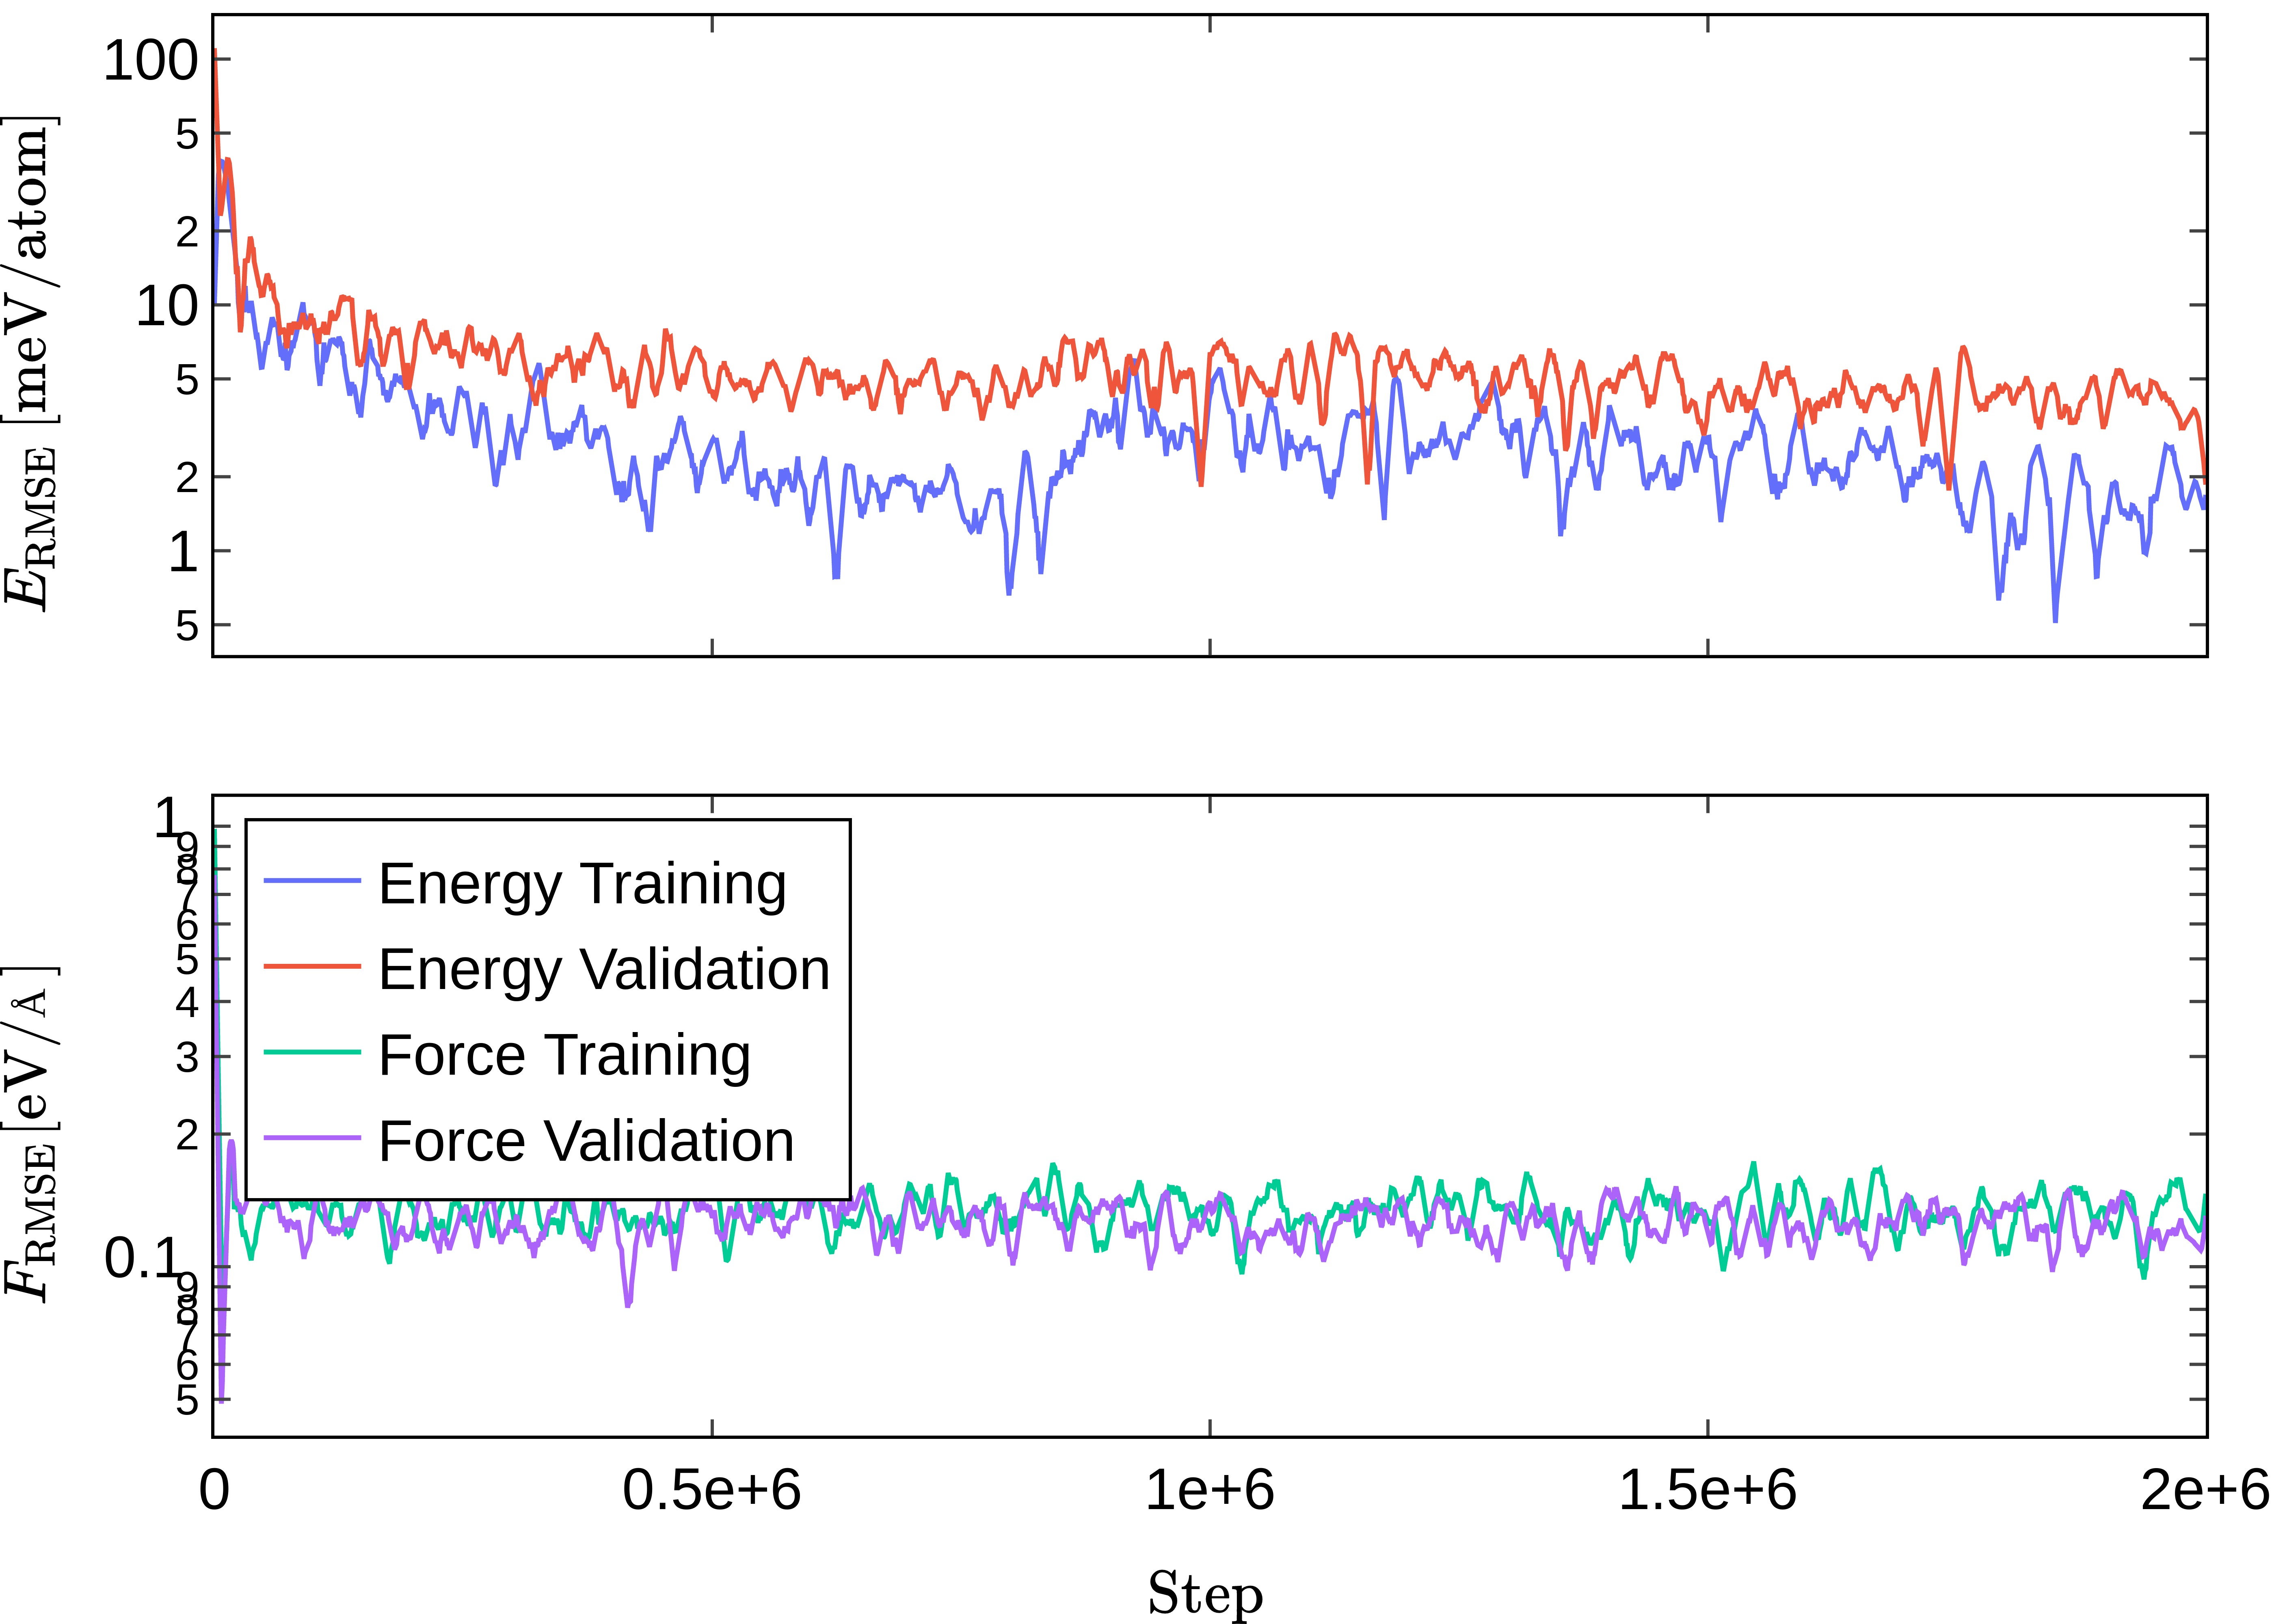 100
5
2
10
5
2
1
5
E_RMSE [meV/atom]
1
9
8
7
6
5
4
3
2
0.1
9
8
7
6
5
F_RMSE [eV/Å]
Energy Training
Energy Validation
Force Training
Force Validation
0 0.5e+6 1e+6 1.5e+6 2e+6
Step